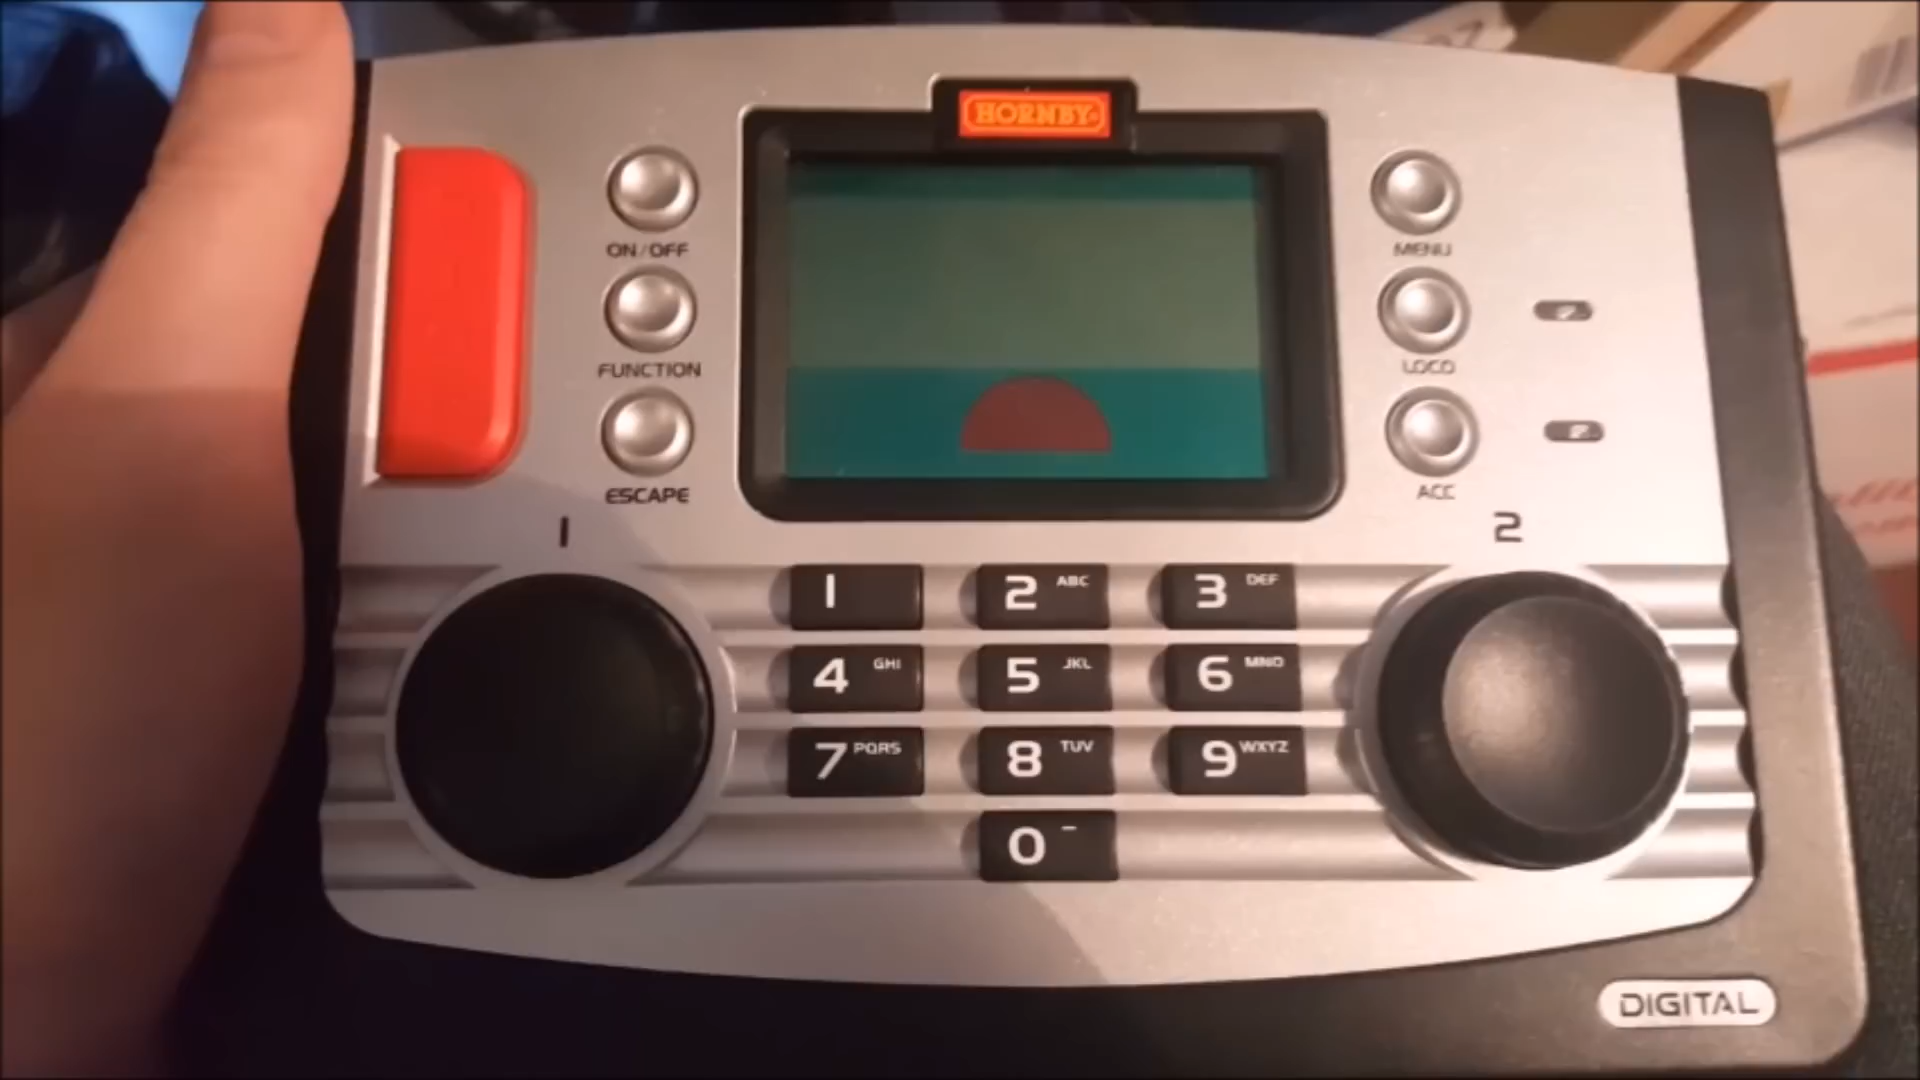 HORNBY
ON/OFF
MENU
FUNCTION
LOCO
ESCAPE
ACC
1
2
1
2 ABC
3 DEF
4 GHI
5 JKL
6 MNO
7 PQRS
8 TUV
9 WXYZ
0 –
DIGITAL